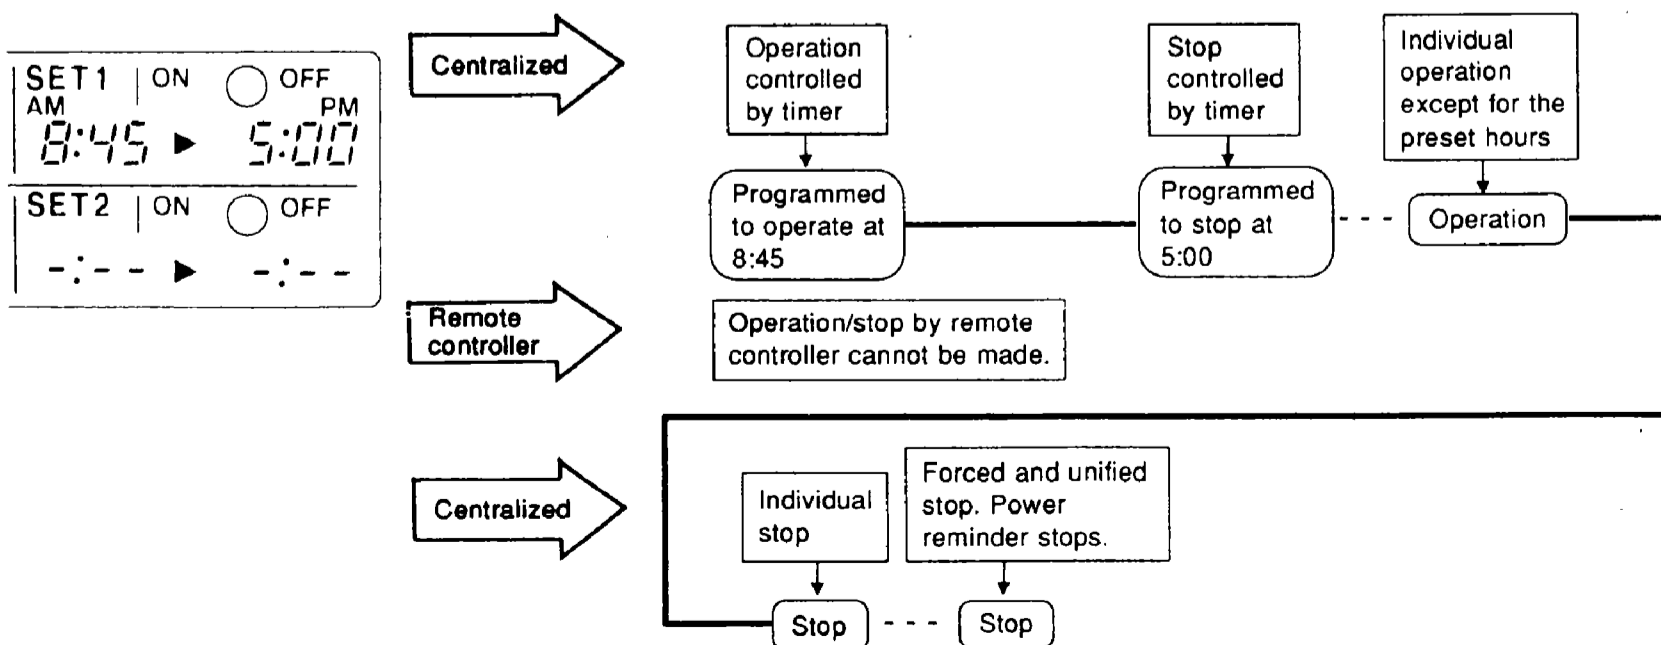 SET1 | ON OFF
AM PM
8:45 ▶ 5:00
SET2 | ON OFF
-:-- ▶ -:--
Centralized
Operation
controlled
by timer
Stop
controlled
by timer
Individual
operation
except for the
preset hours
Programmed
to operate at
8:45
Programmed
to stop at
5:00
Operation
Remote
controller
Operation/stop by remote
controller cannot be made.
Centralized
Individual
stop
Forced and unified
stop. Power
reminder stops.
Stop
Stop